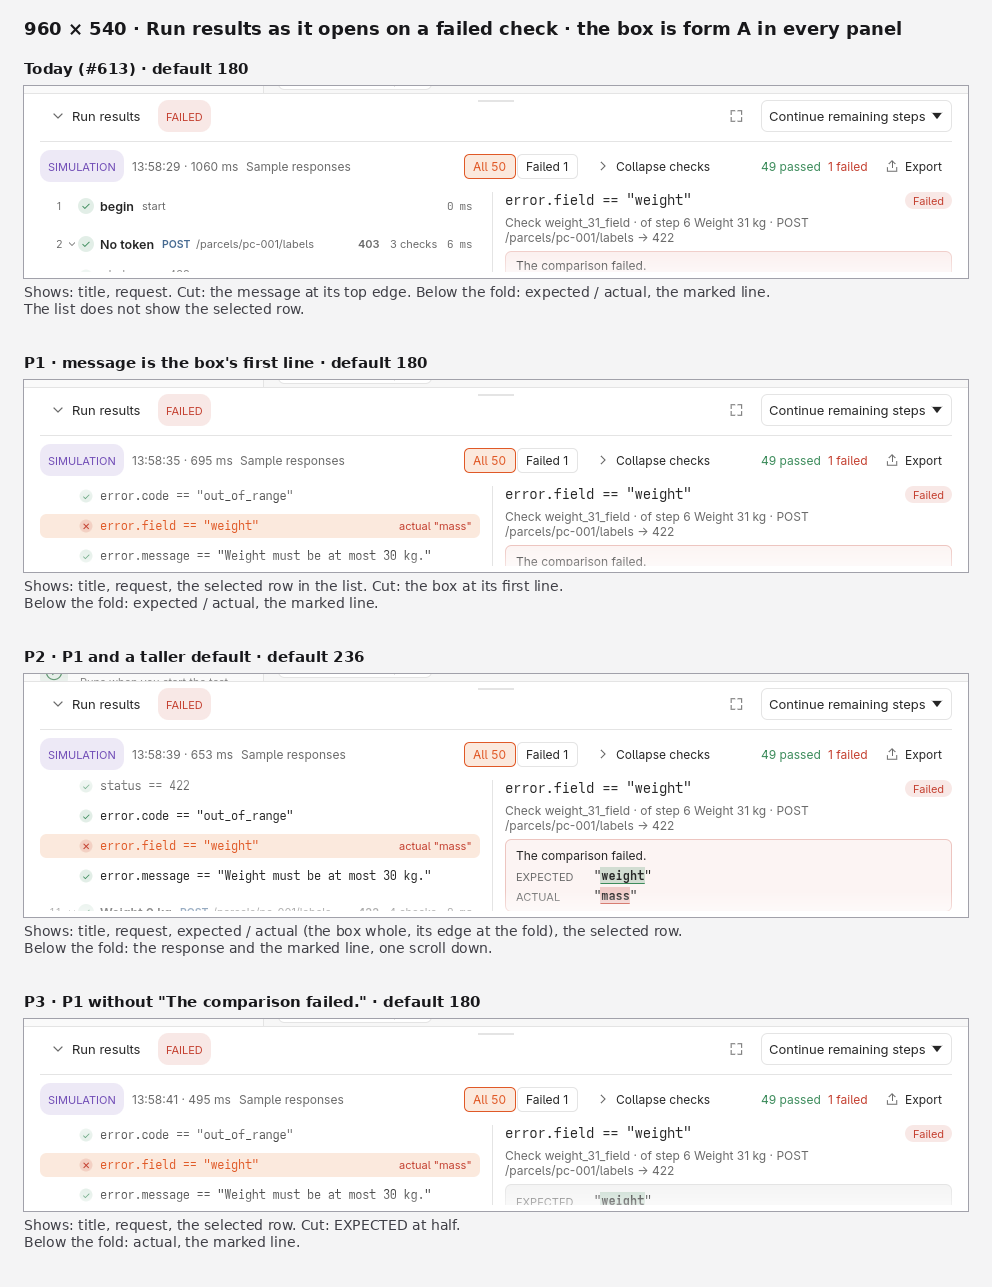 960 × 540 · Run results as it opens on a failed check · the box is form A in every panel
Today (#613) · default 180
Run results FAILED Continue remaining steps
SIMULATION 13:58:29 · 1060 ms Sample responses All 50 Failed 1 Collapse checks 49 passed 1 failed Export
1 begin start 0 ms
error.field == "weight" Failed
Check weight_31_field · of step 6 Weight 31 kg · POST
/parcels/pc-001/labels → 422
2 No token POST /parcels/pc-001/labels 403 3 checks 6 ms
The comparison failed.
Shows: title, request. Cut: the message at its top edge. Below the fold: expected / actual, the marked line.
The list does not show the selected row.
P1 · message is the box's first line · default 180
Run results FAILED Continue remaining steps
SIMULATION 13:58:35 · 695 ms Sample responses All 50 Failed 1 Collapse checks 49 passed 1 failed Export
error.code == "out_of_range"
error.field == "weight" actual "mass"
error.message == "Weight must be at most 30 kg."
error.field == "weight" Failed
Check weight_31_field · of step 6 Weight 31 kg · POST
/parcels/pc-001/labels → 422
The comparison failed.
Shows: title, request, the selected row in the list. Cut: the box at its first line.
Below the fold: expected / actual, the marked line.
P2 · P1 and a taller default · default 236
Run results FAILED Continue remaining steps
SIMULATION 13:58:39 · 653 ms Sample responses All 50 Failed 1 Collapse checks 49 passed 1 failed Export
status == 422
error.code == "out_of_range"
error.field == "weight" actual "mass"
error.message == "Weight must be at most 30 kg."
error.field == "weight" Failed
Check weight_31_field · of step 6 Weight 31 kg · POST
/parcels/pc-001/labels → 422
The comparison failed.
EXPECTED "weight"
ACTUAL "mass"
Shows: title, request, expected / actual (the box whole, its edge at the fold), the selected row.
Below the fold: the response and the marked line, one scroll down.
P3 · P1 without "The comparison failed." · default 180
Run results FAILED Continue remaining steps
SIMULATION 13:58:41 · 495 ms Sample responses All 50 Failed 1 Collapse checks 49 passed 1 failed Export
error.code == "out_of_range"
error.field == "weight" actual "mass"
error.message == "Weight must be at most 30 kg."
error.field == "weight" Failed
Check weight_31_field · of step 6 Weight 31 kg · POST
/parcels/pc-001/labels → 422
EXPECTED "weight"
Shows: title, request, the selected row. Cut: EXPECTED at half.
Below the fold: actual, the marked line.